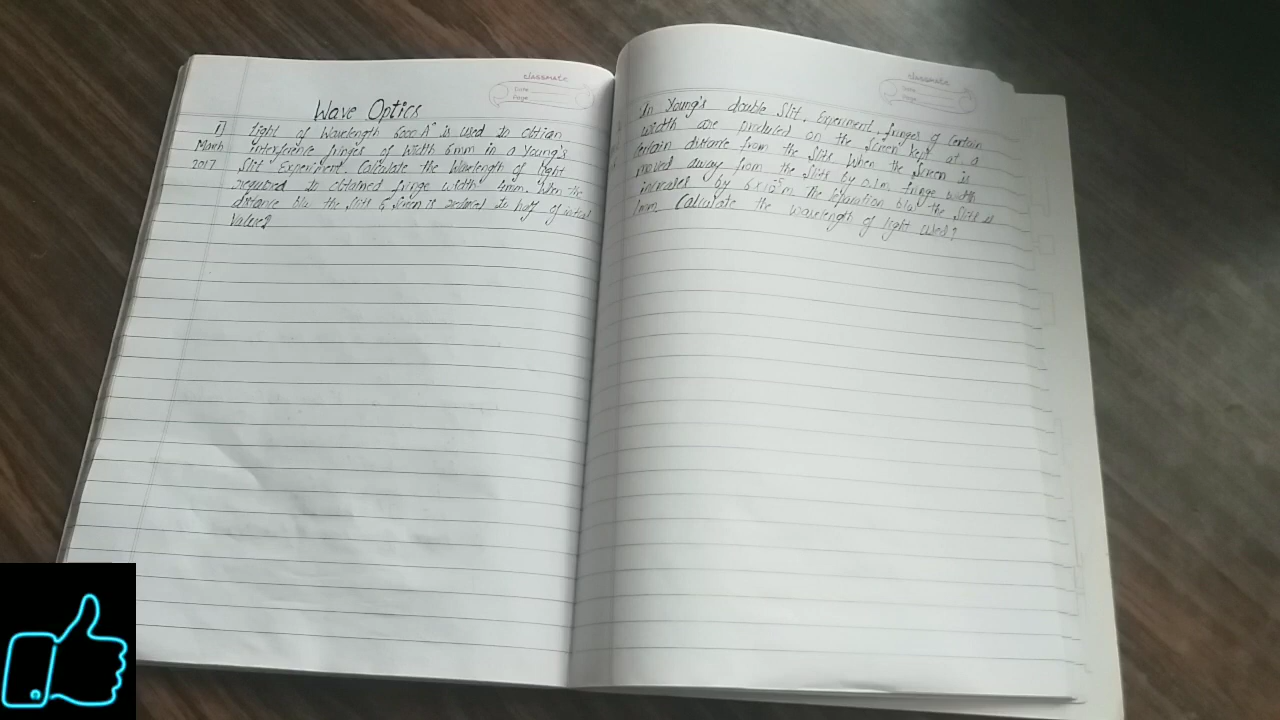 classmate
Date
Page
Wave Optics
1) Light of Wavelength 6000 A° is used to obtian
March interference fringes of width 6mm in a Young's
2017 Slit Experiment. Calculate the Wavelength of light
required to obtained fringe width 4mm. When the
distance b/w the slits & screen is reduced to half of initial
Value?
classmate
Date
Page
In Young's double Slit, Experiment, fringes of certain
width are produced on the screen kept at a
certain distance from the slits when the screen is
moved away from the slits by 0.1m fringe width
increases by 6x10⁻⁵m the separation b/w the slits is
1mm. Calculate the wavelength of light used?